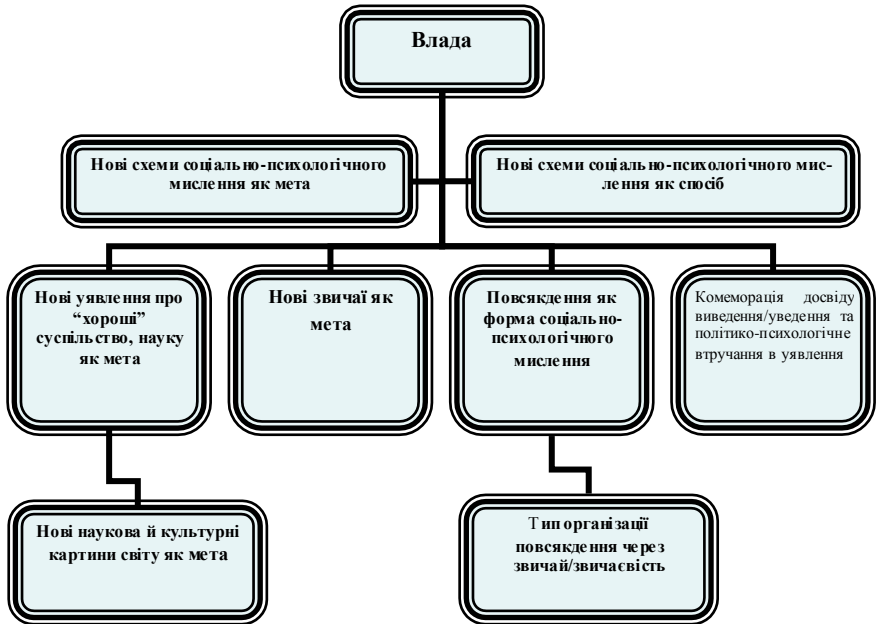 Влада
Нові схеми соціально-психологічного
мислення як мета
Нові схеми соціально-психологічного мис-
лення як спосіб
Нові уявлення про
“хороші”
суспільство, науку
як мета
Нові звичаї як
мета
Повсякдення як
форма соціально-
психологічного
мислення
Комеморація досвіду
виведення/уведення та
політико-психологічне
втручання в уявлення
Нові наукова й культурні
картини світу як мета
Тип організації
повсякдення через
звичай/звичаєвість